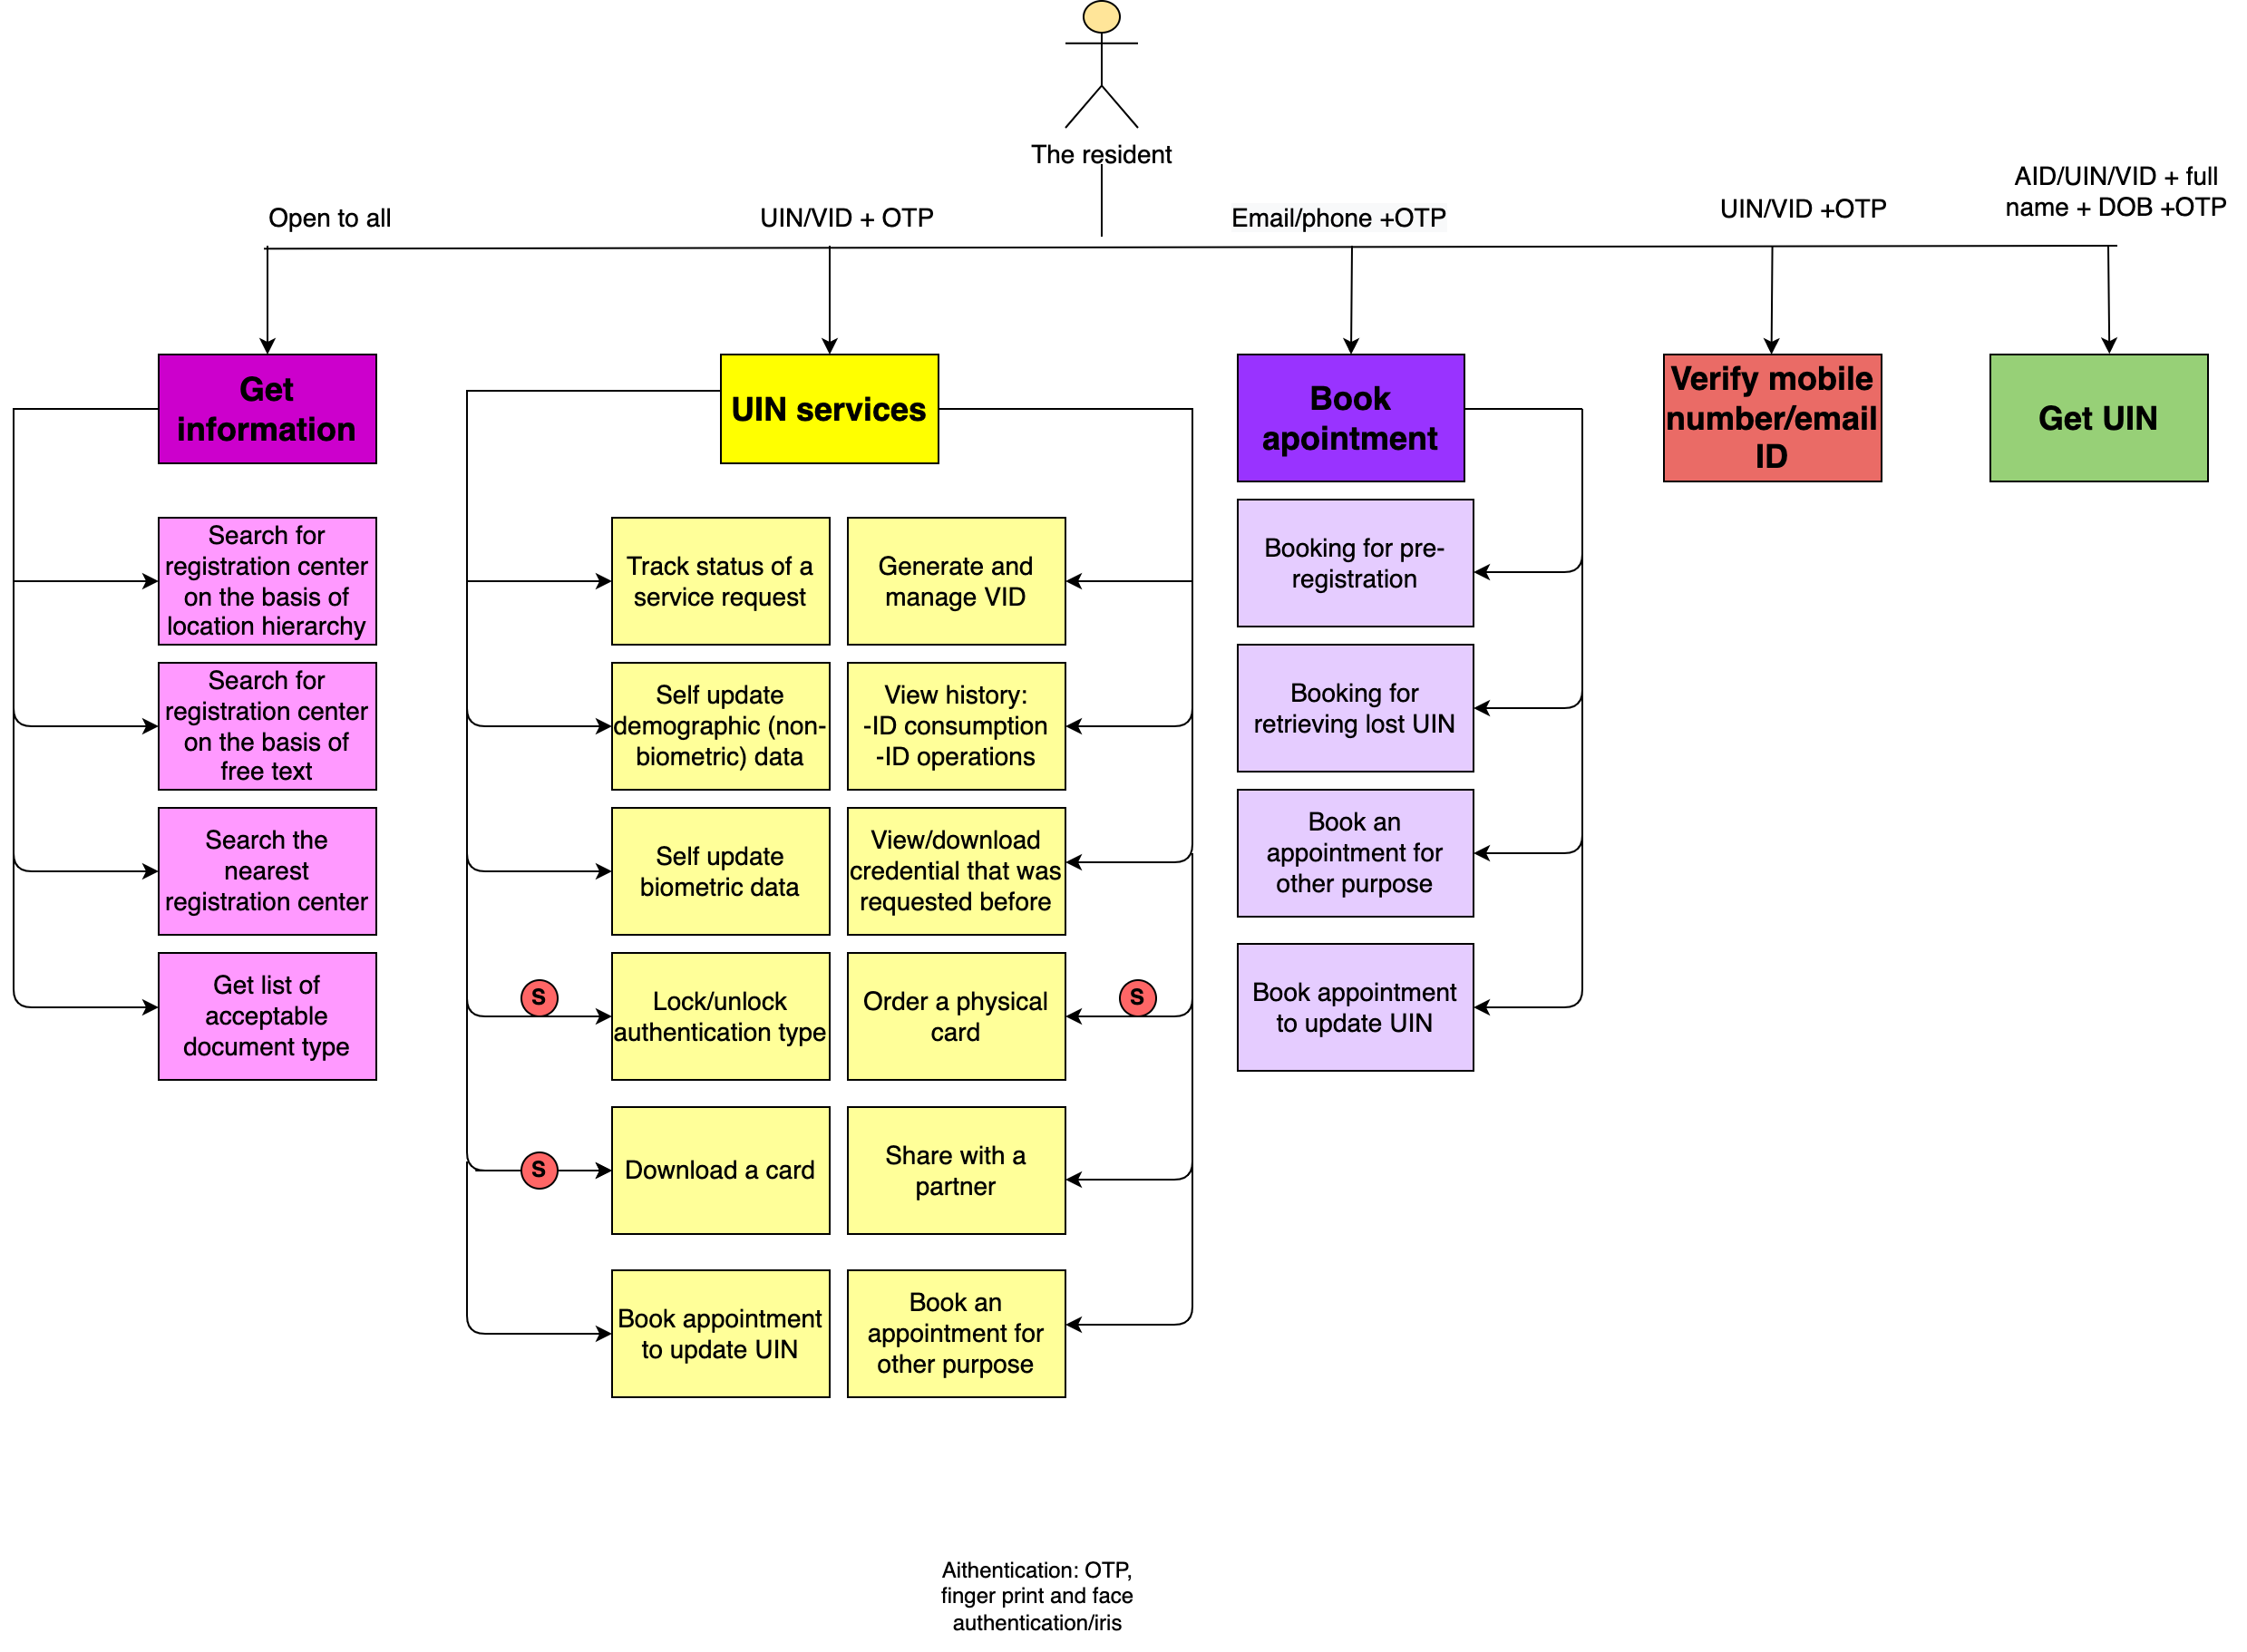 The resident
Open to all
UIN/VID + OTP
Email/phone +OTP
UIN/VID +OTP
AID/UIN/VID + full
name + DOB +OTP
Get
information
UIN services
Book
apointment
Verify mobile
number/email
ID
Get UIN
Search for
registration center
on the basis of
location hierarchy
Search for
registration center
on the basis of
free text
Search the
nearest
registration center
Get list of
acceptable
document type
Track status of a
service request
Self update
demographic (non-
biometric) data
Self update
biometric data
S
Lock/unlock
authentication type
S
Download a card
Book appointment
to update UIN
Generate and
manage VID
View history:
-ID consumption
-ID operations
View/download
credential that was
requested before
Order a physical
card
S
Share with a
partner
Book an
appointment for
other purpose
Booking for pre-
registration
Booking for
retrieving lost UIN
Book an
appointment for
other purpose
Book appointment
to update UIN
Aithentication: OTP,
finger print and face
authentication/iris